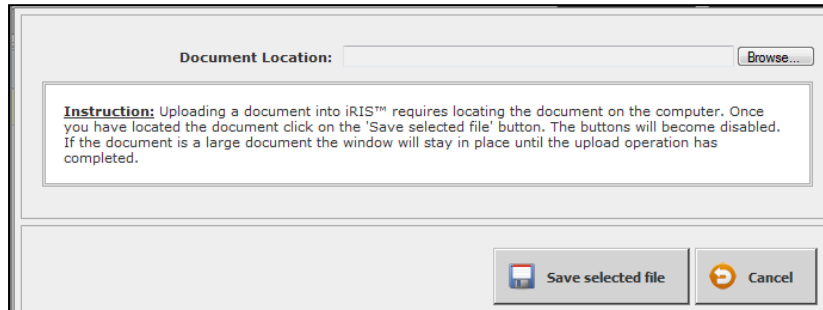 Document Location:
Browse...
Instruction: Uploading a document into iRIS™ requires locating the document on the computer. Once
you have located the document click on the 'Save selected file' button. The buttons will become disabled.
If the document is a large document the window will stay in place until the upload operation has
completed.
Save selected file
Cancel